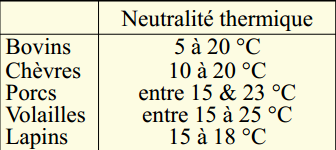 Neutralité thermique
Bovins 5 à 20 °C
Chèvres 10 à 20 °C
Porcs entre 15 & 23 °C
Volailles entre 15 à 25 °C
Lapins 15 à 18 °C